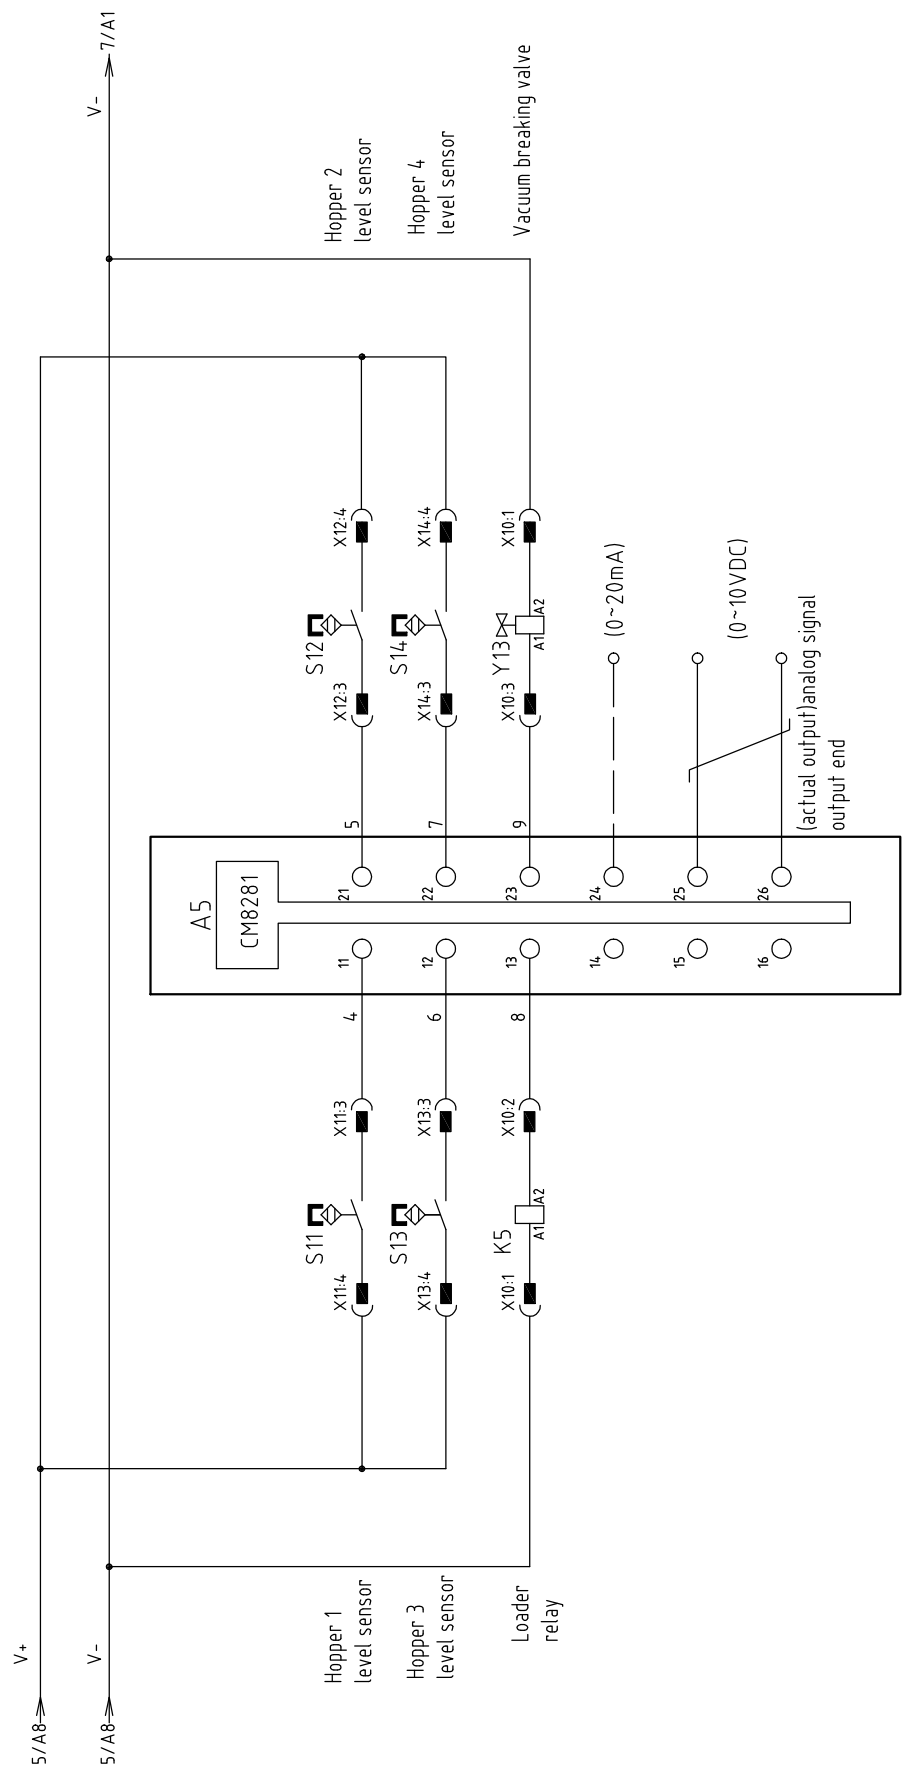 5/A8
V+
5/A8
V-
V-
7/A1
Hopper 1
level sensor
X11:4
S11
X11:3
4
11
A5
CM8281
21
5
X12:3
S12
X12:4
Hopper 2
level sensor
Hopper 3
level sensor
X13:4
S13
X13:3
6
12
22
7
X14:3
S14
X14:4
Hopper 4
level sensor
Loader
relay
X10:1
K5
A1
A2
X10:2
8
13
23
9
X10:3
Y13
A1
A2
X10:1
Vacuum breaking valve
14
24
(0~20mA)
15
25
(0~10VDC)
16
26
(actual output)analog signal
output end